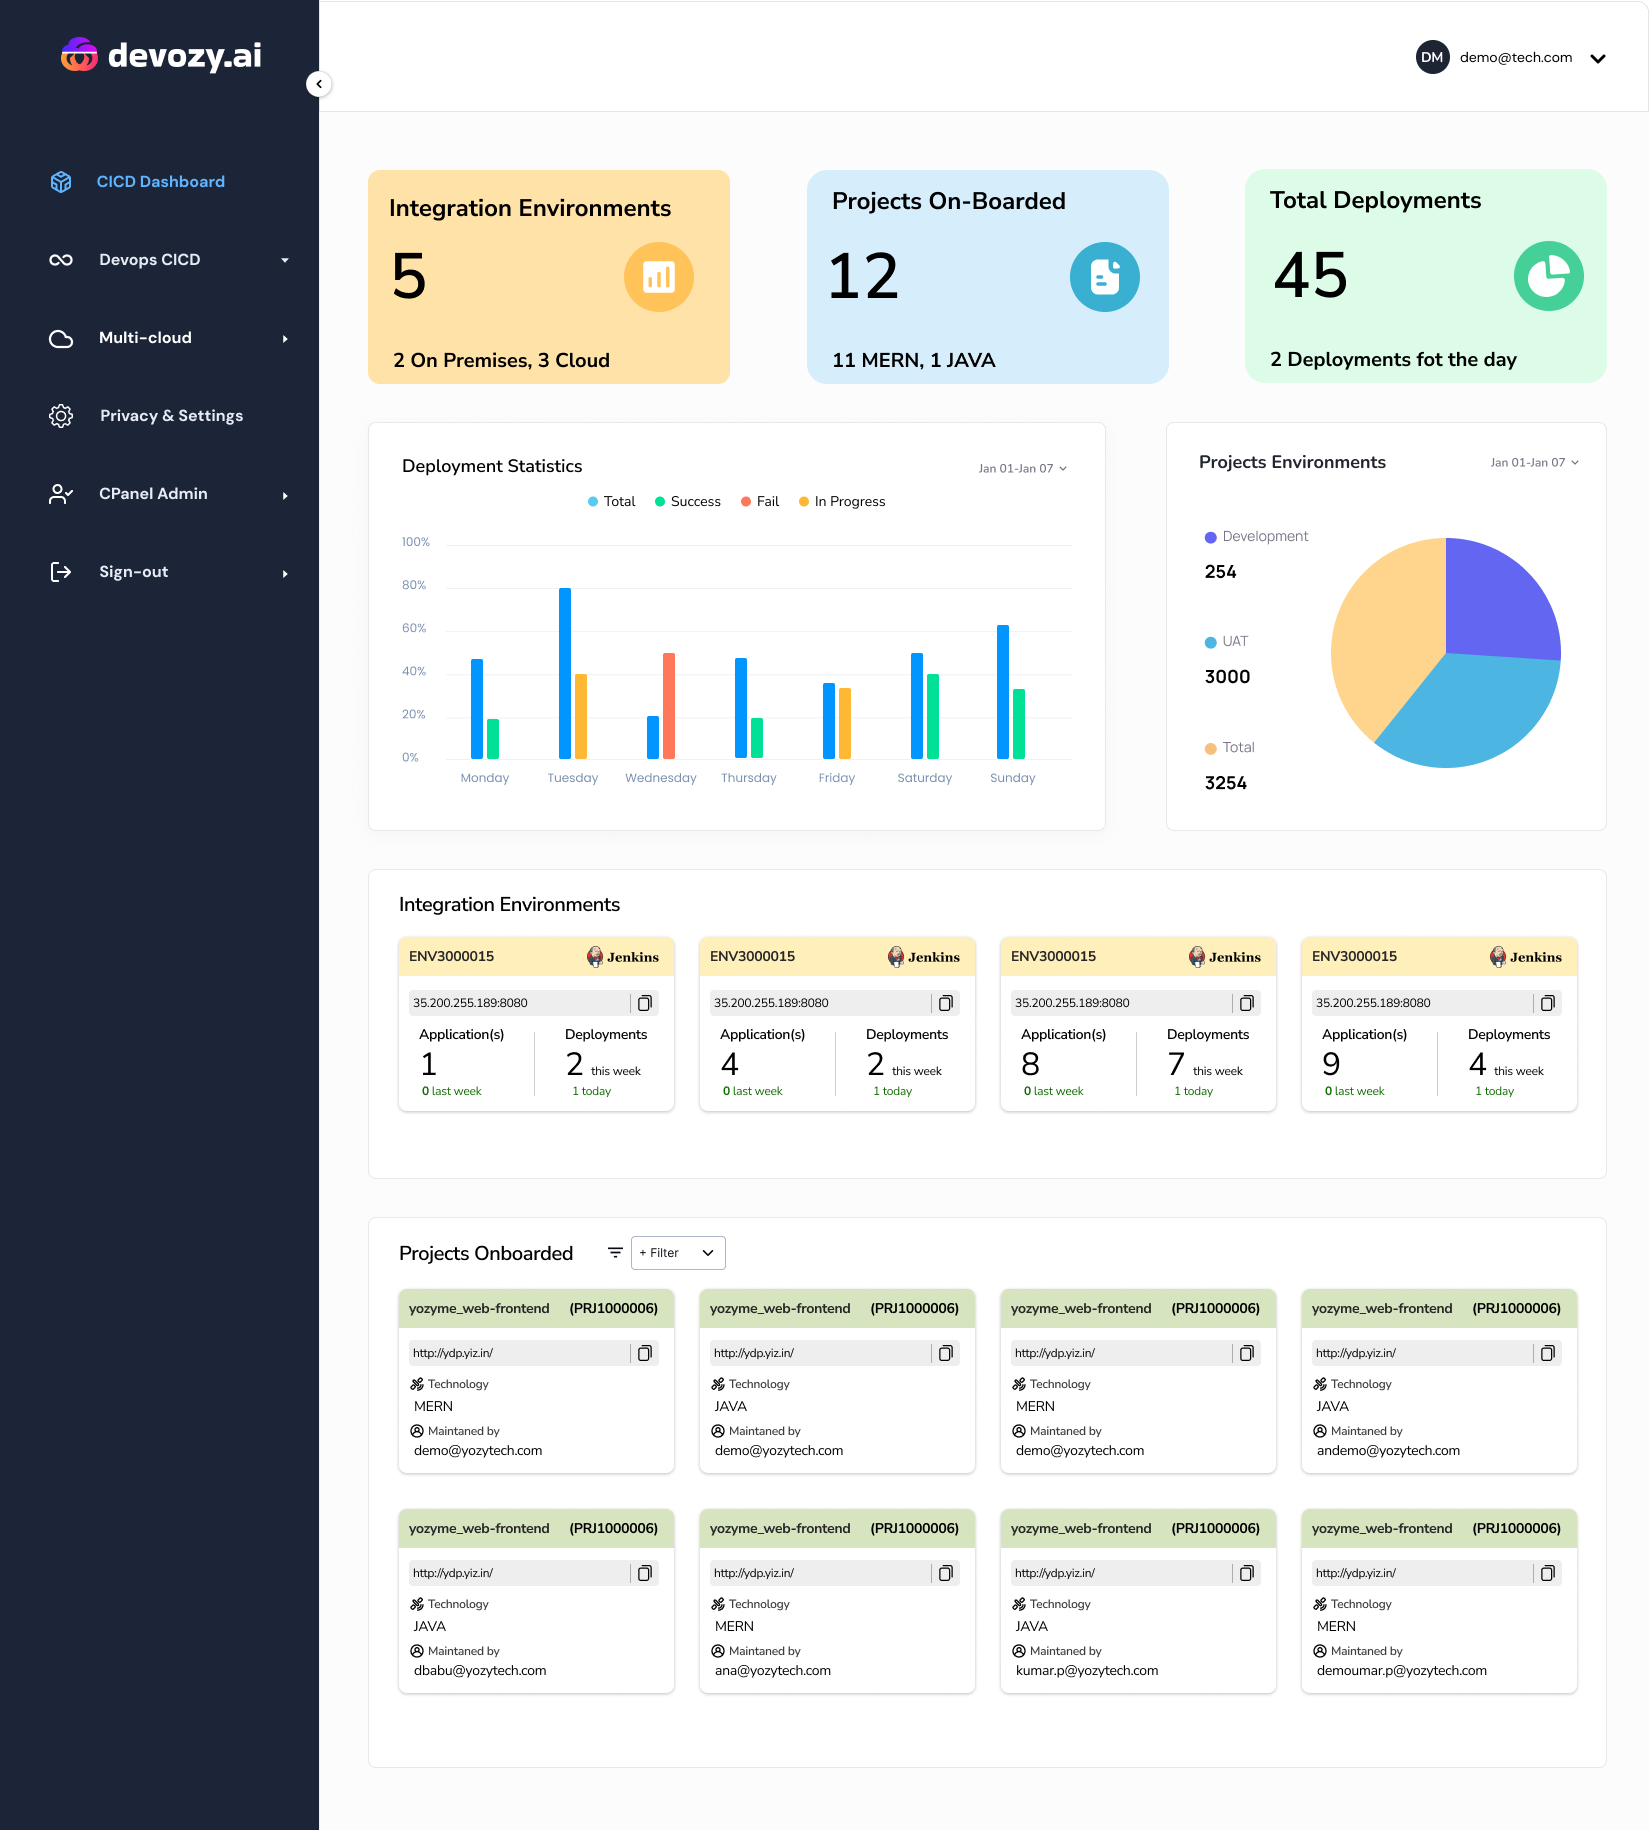 devozy.ai
DM demo@tech.com
CICD Dashboard
Devops CICD
Multi-cloud
Privacy & Settings
CPanel Admin
Sign-out
Integration Environments
5
2 On Premises, 3 Cloud
Projects On-Boarded
12
11 MERN, 1 JAVA
Total Deployments
45
2 Deployments fot the day
Deployment Statistics
Jan 01-Jan 07
Total Success Fail In Progress
100%
80%
60%
40%
20%
0%
Monday Tuesday Wednesday Thursday Friday Saturday Sunday
Projects Environments
Jan 01-Jan 07
Development
254
UAT
3000
Total
3254
Integration Environments
ENV3000015 Jenkins
35.200.255.189:8080
Application(s) Deployments
1 2 this week
0 last week 1 today
ENV3000015 Jenkins
35.200.255.189:8080
Application(s) Deployments
4 2 this week
0 last week 1 today
ENV3000015 Jenkins
35.200.255.189:8080
Application(s) Deployments
8 7 this week
0 last week 1 today
ENV3000015 Jenkins
35.200.255.189:8080
Application(s) Deployments
9 4 this week
0 last week 1 today
Projects Onboarded
+ Filter
yozyme_web-frontend (PRJ1000006)
http://ydp.yiz.in/
Technology
MERN
Maintaned by
demo@yozytech.com
yozyme_web-frontend (PRJ1000006)
http://ydp.yiz.in/
Technology
JAVA
Maintaned by
demo@yozytech.com
yozyme_web-frontend (PRJ1000006)
http://ydp.yiz.in/
Technology
MERN
Maintaned by
demo@yozytech.com
yozyme_web-frontend (PRJ1000006)
http://ydp.yiz.in/
Technology
JAVA
Maintaned by
andemo@yozytech.com
yozyme_web-frontend (PRJ1000006)
http://ydp.yiz.in/
Technology
JAVA
Maintaned by
dbabu@yozytech.com
yozyme_web-frontend (PRJ1000006)
http://ydp.yiz.in/
Technology
MERN
Maintaned by
ana@yozytech.com
yozyme_web-frontend (PRJ1000006)
http://ydp.yiz.in/
Technology
JAVA
Maintaned by
kumar.p@yozytech.com
yozyme_web-frontend (PRJ1000006)
http://ydp.yiz.in/
Technology
MERN
Maintaned by
demoumar.p@yozytech.com